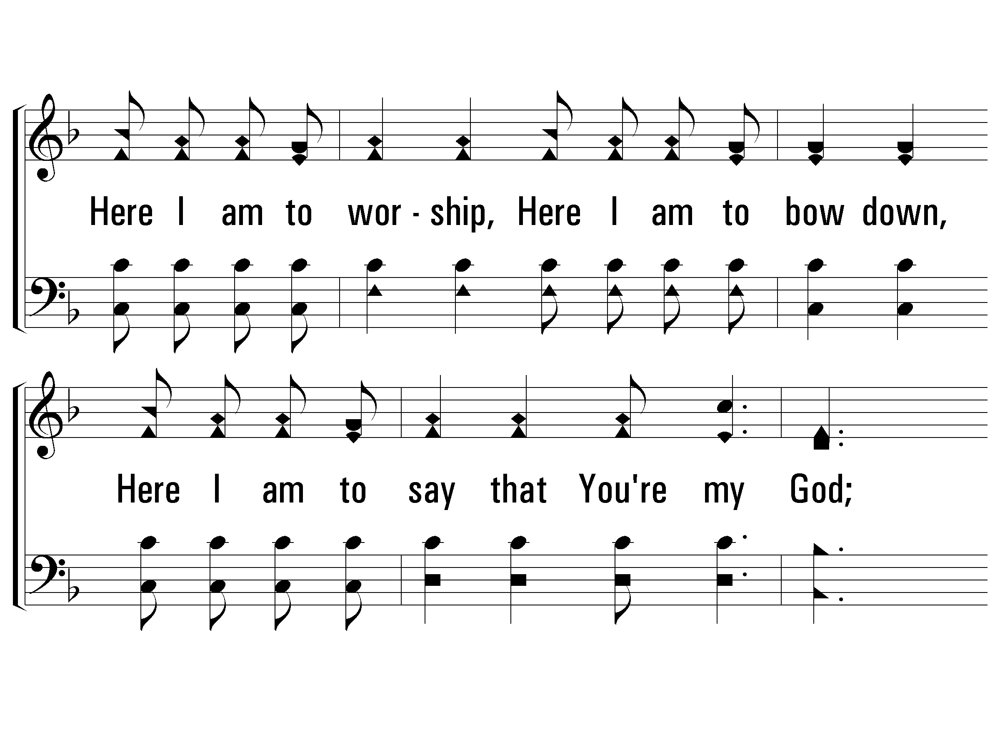 Here I am to wor - ship, Here I am to bow down,
Here I am to say that You're my God;